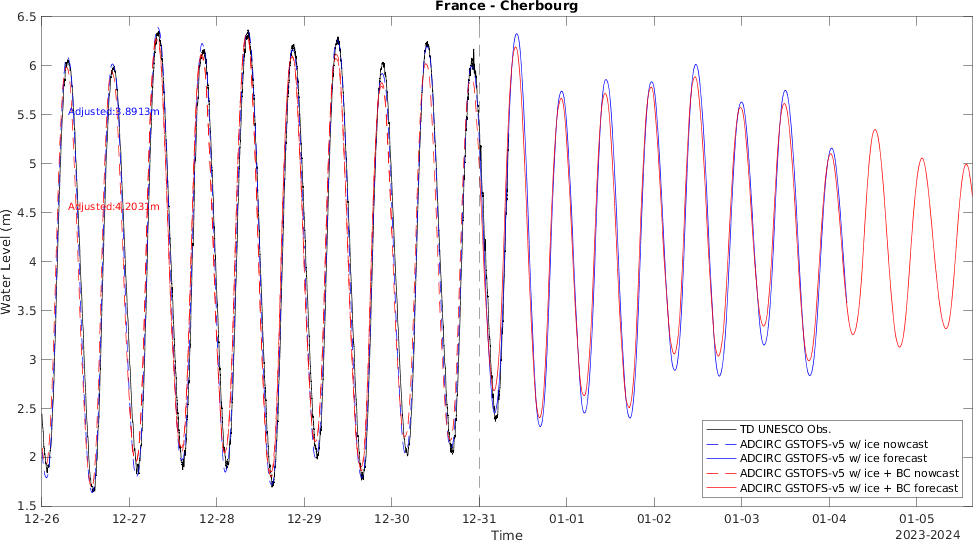 France - Cherbourg
6.5
6
5.5
5
4.5
4
3.5
3
2.5
2
1.5
Water Level (m)
Adjusted:3.8913m
Adjusted:4.2031m
TD UNESCO Obs.
ADCIRC GSTOFS-v5 w/ ice nowcast
ADCIRC GSTOFS-v5 w/ ice forecast
ADCIRC GSTOFS-v5 w/ ice + BC nowcast
ADCIRC GSTOFS-v5 w/ ice + BC forecast
12-26 12-27 12-28 12-29 12-30 12-31 01-01 01-02 01-03 01-04 01-05
Time
2023-2024